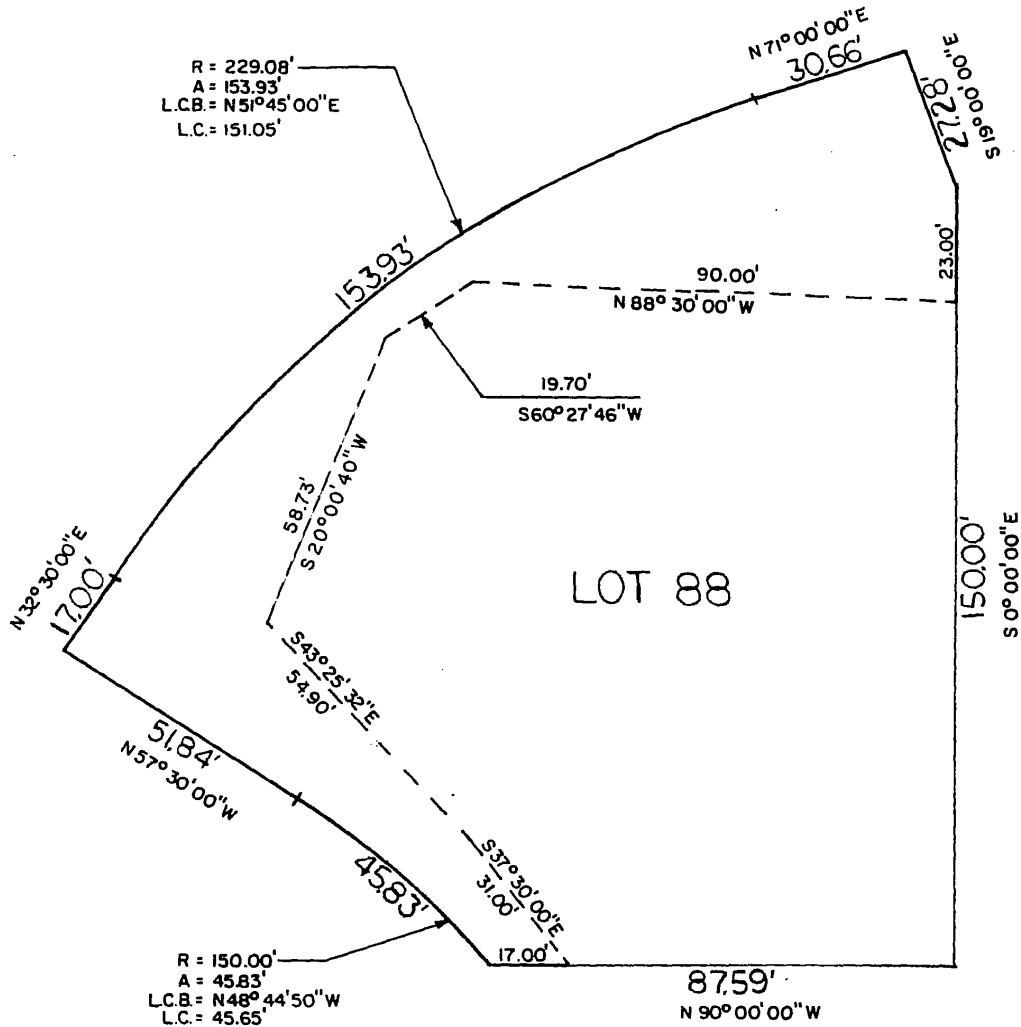 R = 229.08'
A = 153.93'
L.C.B. = N51°45'00"E
L.C. = 151.05'
N71°00'00"E
30.66'
S19°00'00"E
27.28'
153.93'
23.00'
90.00'
N88°30'00"W
19.70'
S60°27'46"W
58.73'
S20°00'40"W
N32°30'00"E
17.00'
LOT 88
150.00'
S0°00'00"E
S43°25'32"E
54.90'
51.84'
N57°30'00"W
S37°30'00"E
31.00'
45.83'
17.00'
87.59'
N90°00'00"W
R = 150.00'
A = 45.83'
L.C.B. = N48°44'50"W
L.C. = 45.65'